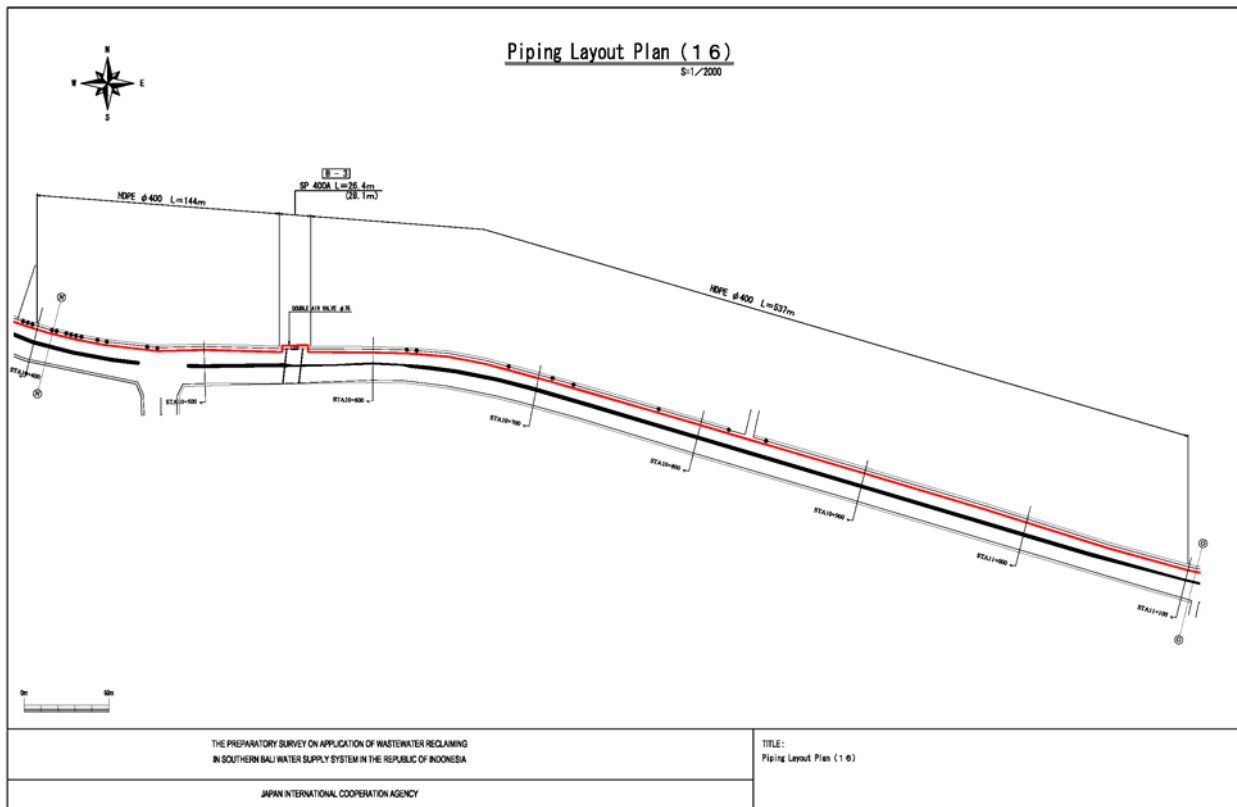 Piping Layout Plan (16)
S=1/2000
N
W
E
S
B - 3
SP 400A L=26.4m
(28.1m)
HDPE φ400 L=144m
HDPE φ400 L=537m
DOUBLE AIR VALVE φ75
N
N
STA10+400
STA10+500
STA10+600
STA10+700
STA10+800
STA10+900
STA11+000
STA11+100
O
O
0m
50m
THE PREPARATORY SURVEY ON APPLICATION OF WASTEWATER RECLAIMING
IN SOUTHERN BALI WATER SUPPLY SYSTEM IN THE REPUBLIC OF INDONESIA
JAPAN INTERNATIONAL COOPERATION AGENCY
TITLE:
Piping Layout Plan (16)